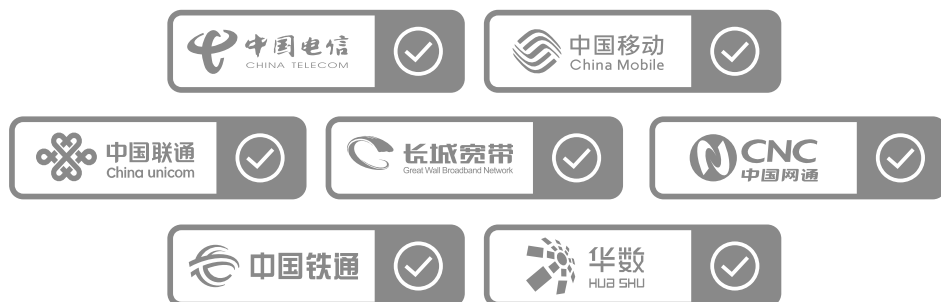 中国电信
CHINA TELECOM
中国移动
China Mobile
中国联通
China unicom
长城宽带
Great Wall Broadband Network
CNC
中国网通
中国铁通
华数
HUA SHU